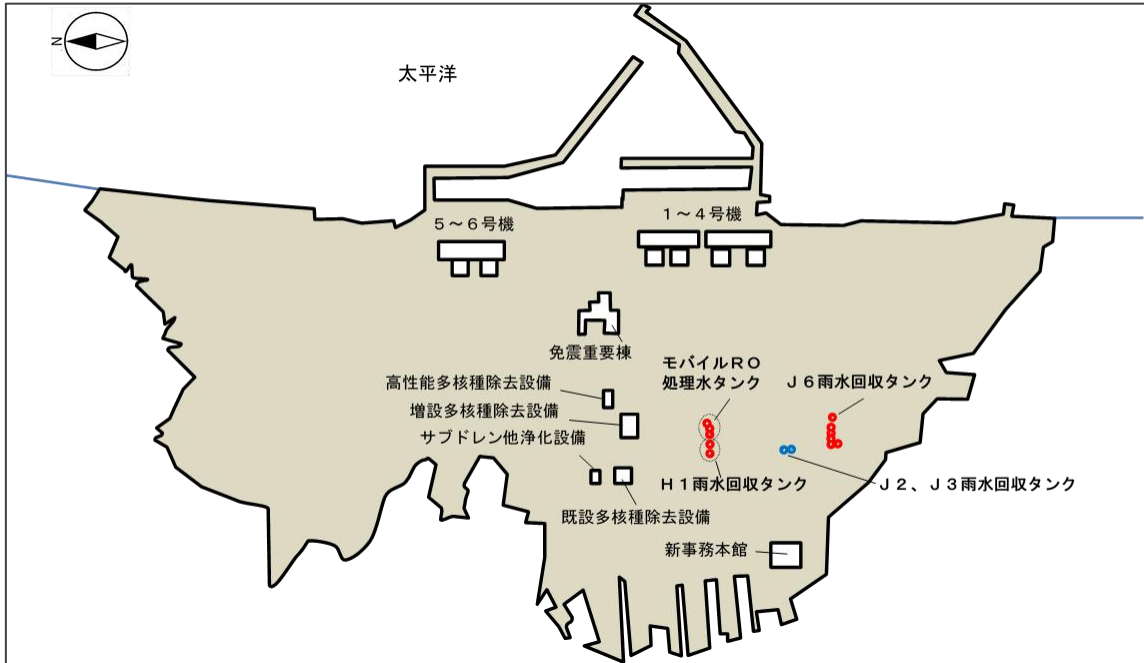 N
太平洋
5~6号機
1~4号機
免震重要棟
モバイルRO
処理水タンク
J6雨水回収タンク
高性能多核種除去設備
増設多核種除去設備
サブドレン他浄化設備
H1雨水回収タンク
J2、J3雨水回収タンク
既設多核種除去設備
新事務本館